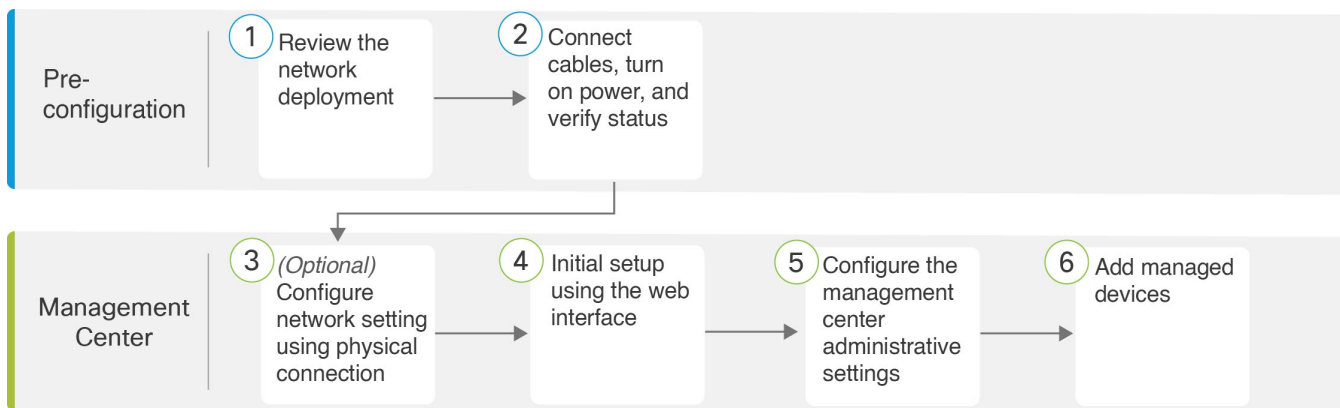 Pre-
configuration
1
Review the
network
deployment
2
Connect
cables, turn
on power, and
verify status
Management
Center
3
(Optional)
Configure
network setting
using physical
connection
4
Initial setup
using the web
interface
5
Configure the
management
center
administrative
settings
6
Add managed
devices